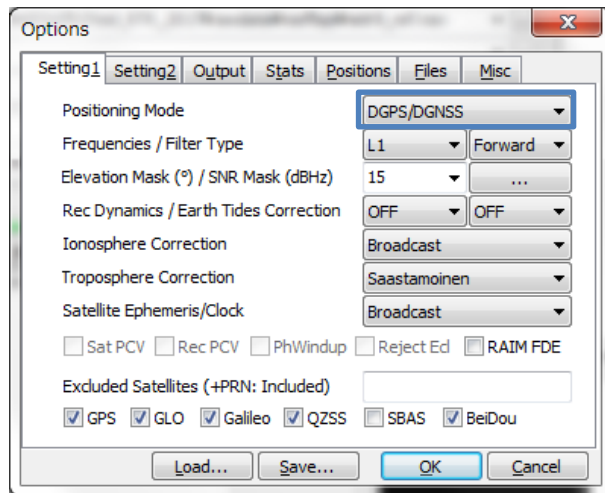 Options
Setting1 Setting2 Output Stats Positions Files Misc
Positioning Mode DGPS/DGNSS
Frequencies / Filter Type L1 Forward
Elevation Mask (°) / SNR Mask (dBHz) 15 ...
Rec Dynamics / Earth Tides Correction OFF OFF
Ionosphere Correction Broadcast
Troposphere Correction Saastamoinen
Satellite Ephemeris/Clock Broadcast
Sat PCV Rec PCV PhWindup Reject Ecl RAIM FDE
Excluded Satellites (+PRN: Included)
GPS GLO Galileo QZSS SBAS BeiDou
Load... Save... OK Cancel